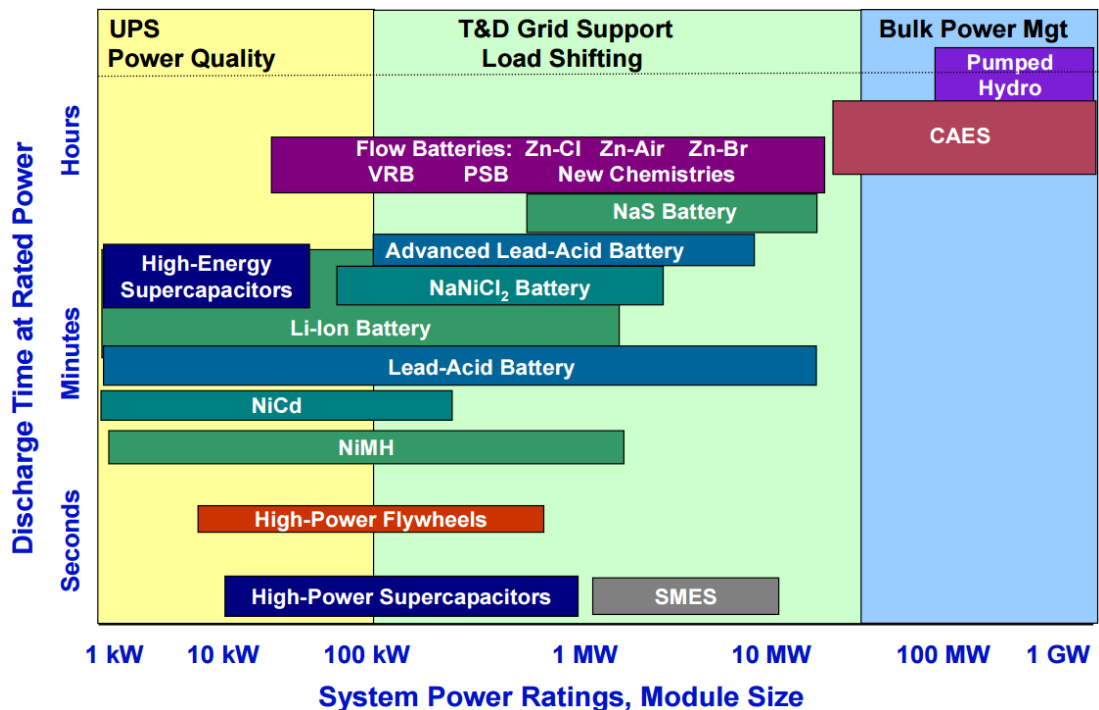 UPS
Power Quality
T&D Grid Support
Load Shifting
Bulk Power Mgt
Pumped
Hydro
CAES
Flow Batteries: Zn-Cl Zn-Air Zn-Br
VRB PSB New Chemistries
NaS Battery
Advanced Lead-Acid Battery
High-Energy
Supercapacitors
NaNiCl₂ Battery
Li-Ion Battery
Lead-Acid Battery
NiCd
NiMH
High-Power Flywheels
High-Power Supercapacitors
SMES
Discharge Time at Rated Power
Hours
Minutes
Seconds
1 kW 10 kW 100 kW 1 MW 10 MW 100 MW 1 GW
System Power Ratings, Module Size